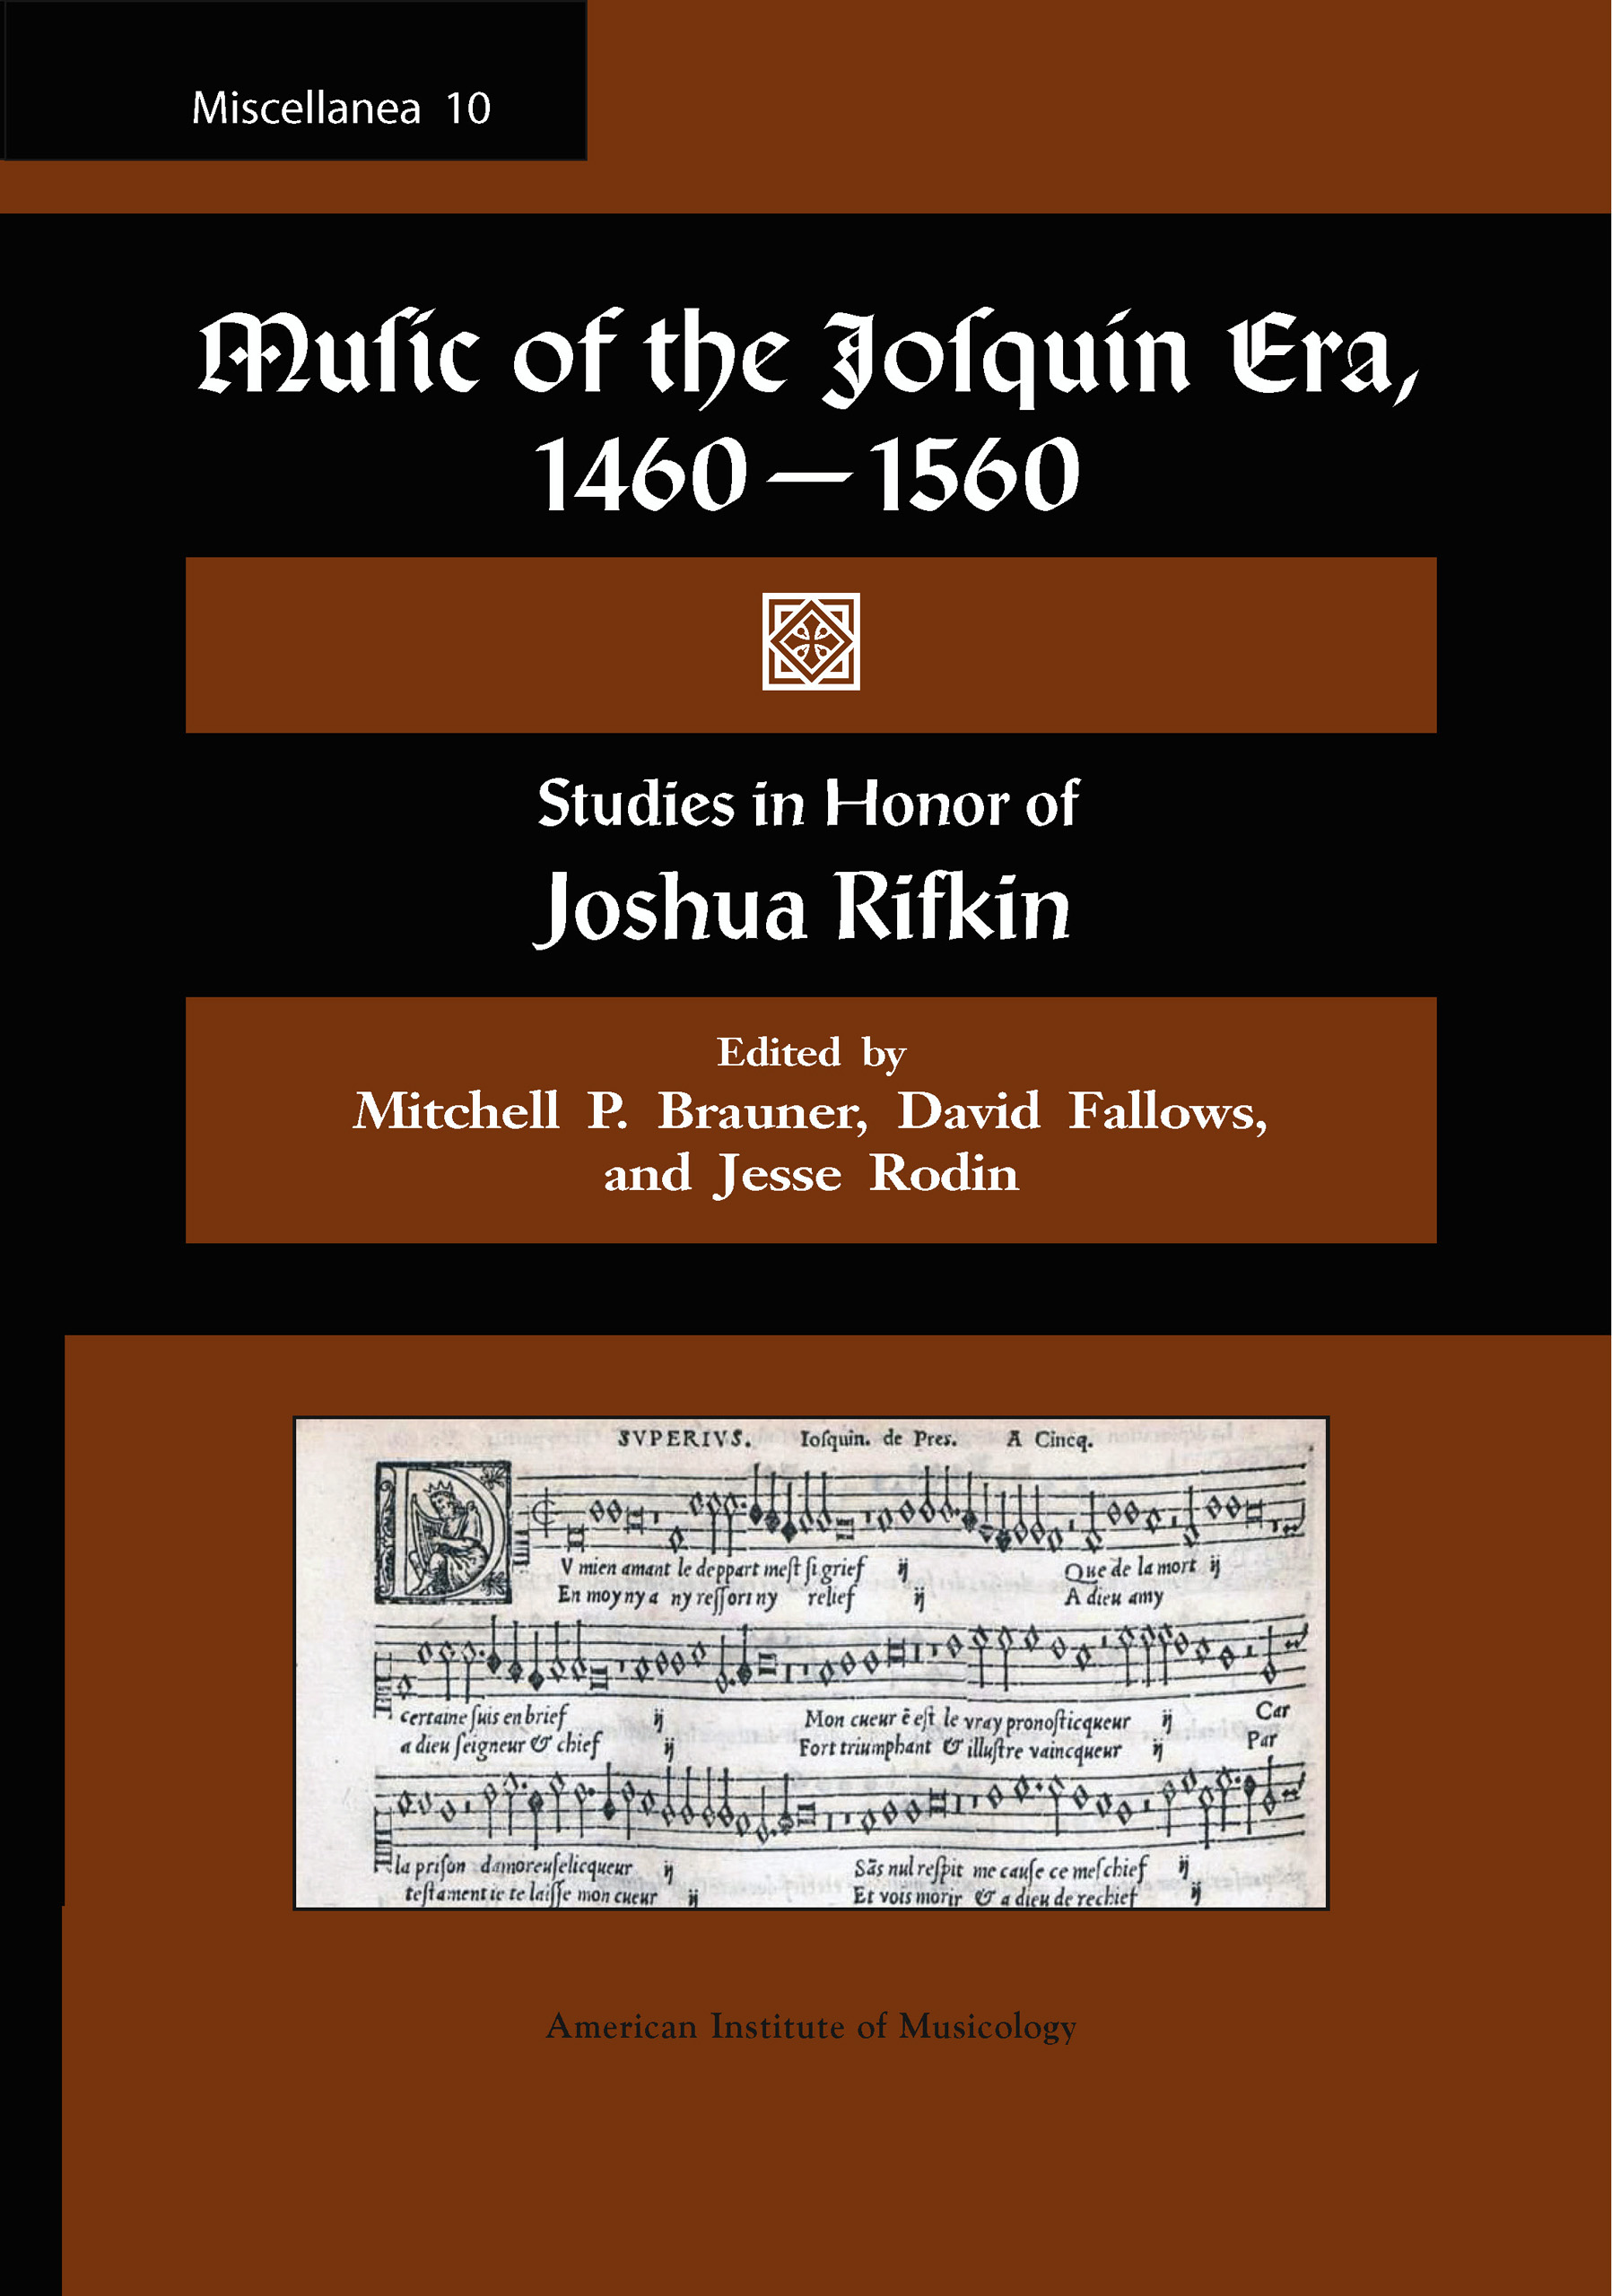 Miscellanea 10
Muſic of the Joſquin Era,
1460—1560
Studies in Honor of
Joshua Rifkin
Edited by
Mitchell P. Brauner, David Fallows,
and Jesse Rodin
SVPERIVS. Ioſquin. de Pres. A Cincq.
V mien amant le deppart meſt ſi grief ij Que de la mort ij
En moy ny a ny reſſort ny relief ij A dieu amy
certaine ſuis en brief ij Mon cueur ē eſt le vray pronoſticqueur ij Car
a dieu ſeigneur & chief ij Fort triumphant & illuſtre vaincqueur ij Par
la priſon damoreuſelicqueur ij Sās nul reſpit me cauſe ce meſchief ij
teſtament ie te laiſſe mon cueur ij Et vois morir & a dieu de rechief ij
American Institute of Musicology